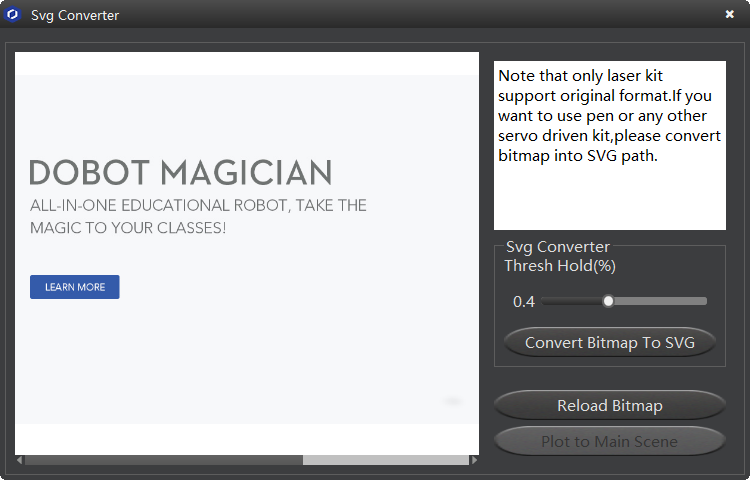 Svg Converter
DOBOT MAGICIAN
ALL-IN-ONE EDUCATIONAL ROBOT, TAKE THE
MAGIC TO YOUR CLASSES!
LEARN MORE
Note that only laser kit
support original format.If you
want to use pen or any other
servo driven kit,please convert
bitmap into SVG path.
Svg Converter
Thresh Hold(%)
0.4
Convert Bitmap To SVG
Reload Bitmap
Plot to Main Scene